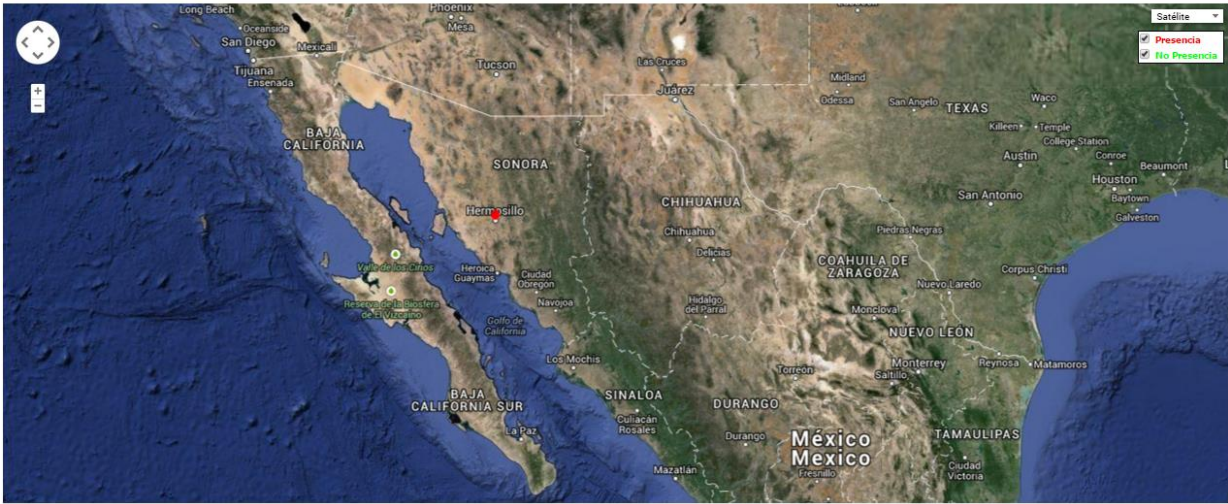 Long Beach
Phoenix
Mesa
Satélite
Presencia
No Presencia
Oceanside
San Diego
Mexicali
Tijuana
Ensenada
Tucson
Las Cruces
Juárez
Midland
Odessa
San Angelo
TEXAS
Waco
Killeen
Temple
College Station
Austin
Conroe
Beaumont
Houston
Baytown
Galveston
San Antonio
BAJA
CALIFORNIA
SONORA
CHIHUAHUA
Hermosillo
Chihuahua
Delicias
Piedras Negras
COAHUILA DE
ZARAGOZA
Corpus Christi
Nuevo Laredo
Valle de los Cirios
Heroica
Guaymas
Ciudad
Obregón
Navojoa
Reserva de la Biosfera
de El Vizcaíno
Golfo de
California
Hidalgo
del Parral
Monclova
NUEVO LEÓN
Los Mochis
Torreón
Monterrey
Saltillo
Reynosa
Matamoros
BAJA
CALIFORNIA SUR
SINALOA
DURANGO
Culiacán
Rosales
La Paz
Durango
México
Mexico
TAMAULIPAS
Mazatlán
Fresnillo
Ciudad
Victoria